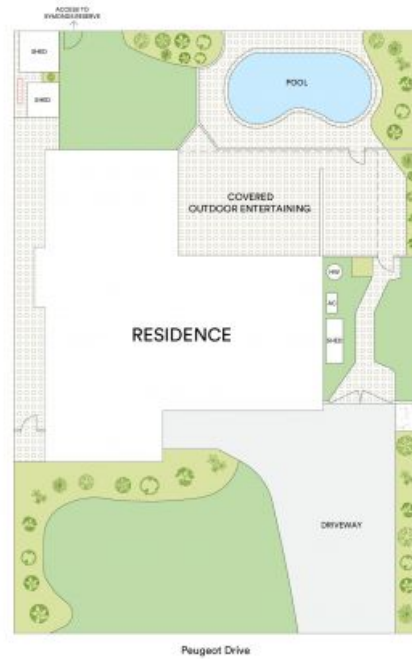 ACCESS TO
SYMONDS RESERVE
SHED
SHED
POOL
COVERED
OUTDOOR ENTERTAINING
HW
AC
SHED
RESIDENCE
DRIVEWAY
Peugeot Drive